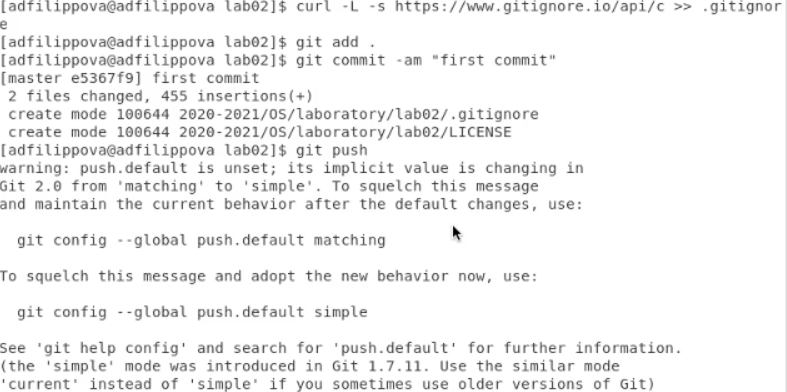 [adfilippova@adfilippova lab02]$ curl -L -s https://www.gitignore.io/api/c >> .gitignor
e
[adfilippova@adfilippova lab02]$ git add .
[adfilippova@adfilippova lab02]$ git commit -am "first commit"
[master e5367f9] first commit
 2 files changed, 455 insertions(+)
 create mode 100644 2020-2021/OS/laboratory/lab02/.gitignore
 create mode 100644 2020-2021/OS/laboratory/lab02/LICENSE
[adfilippova@adfilippova lab02]$ git push
warning: push.default is unset; its implicit value is changing in
Git 2.0 from 'matching' to 'simple'. To squelch this message
and maintain the current behavior after the default changes, use:

  git config --global push.default matching

To squelch this message and adopt the new behavior now, use:

  git config --global push.default simple

See 'git help config' and search for 'push.default' for further information.
(the 'simple' mode was introduced in Git 1.7.11. Use the similar mode
'current' instead of 'simple' if you sometimes use older versions of Git)